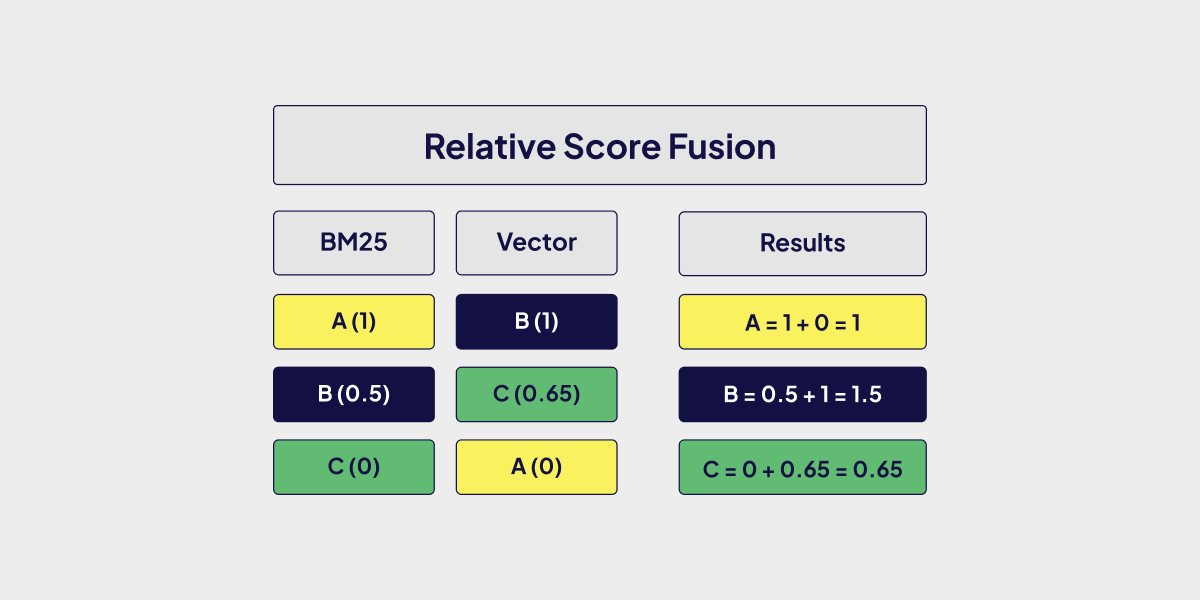 Relative Score Fusion
BM25
Vector
Results
A (1)
B (1)
A = 1 + 0 = 1
B (0.5)
C (0.65)
B = 0.5 + 1 = 1.5
C (0)
A (0)
C = 0 + 0.65 = 0.65